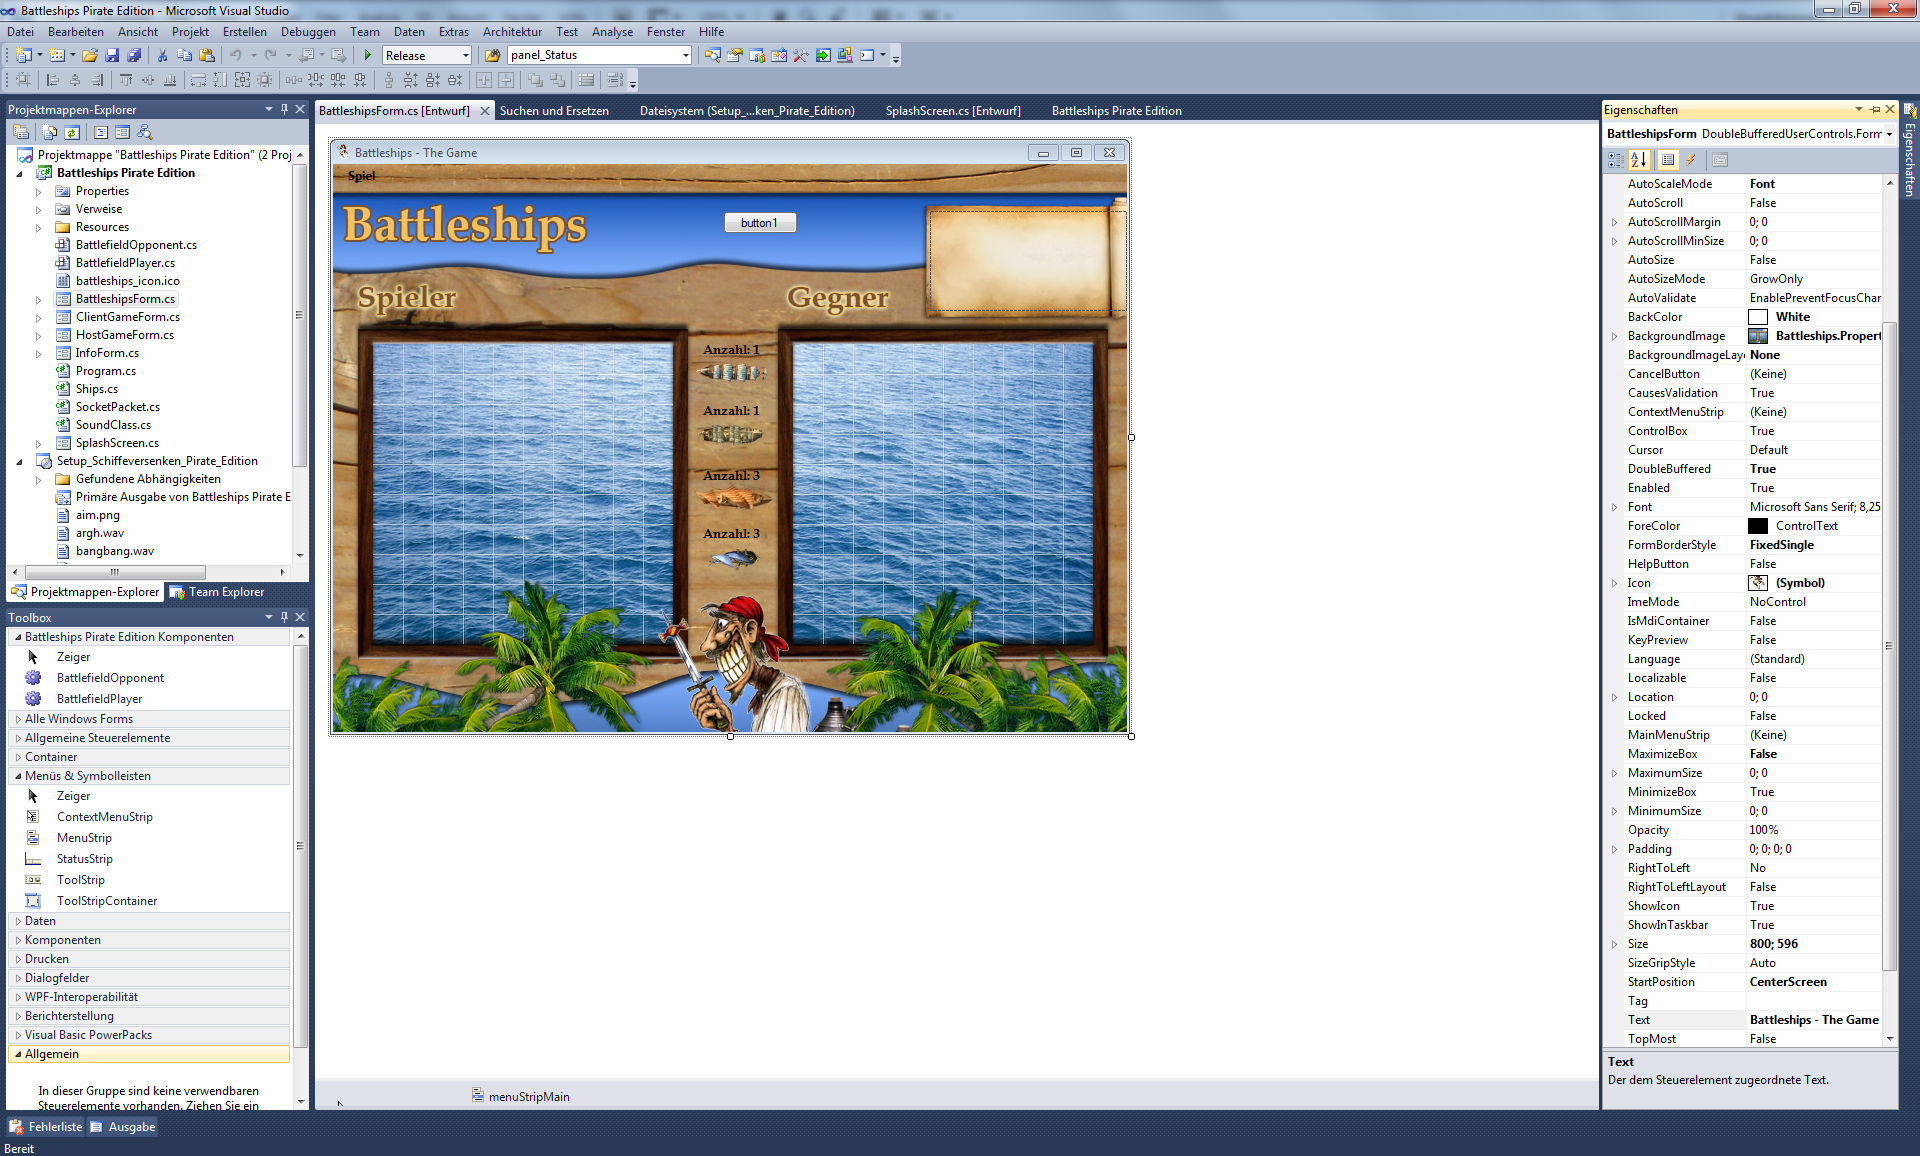 Battleships Pirate Edition - Microsoft Visual Studio
Datei Bearbeiten Ansicht Projekt Erstellen Debuggen Team Daten Extras Architektur Test Analyse Fenster Hilfe
Release panel_Status
Projektmappen-Explorer
Projektmappe "Battleships Pirate Edition" (2 Proj
Battleships Pirate Edition
Properties
Verweise
Resources
BattlefieldOpponent.cs
BattlefieldPlayer.cs
battleships_icon.ico
BattleshipsForm.cs
ClientGameForm.cs
HostGameForm.cs
InfoForm.cs
Program.cs
Ships.cs
SocketPacket.cs
SoundClass.cs
SplashScreen.cs
Setup_Schiffeversenken_Pirate_Edition
Gefundene Abhängigkeiten
Primäre Ausgabe von Battleships Pirate E
aim.png
argh.wav
bangbang.wav
Projektmappen-Explorer Team Explorer
Toolbox
Battleships Pirate Edition Komponenten
Zeiger
BattlefieldOpponent
BattlefieldPlayer
Alle Windows Forms
Allgemeine Steuerelemente
Container
Menüs & Symbolleisten
Zeiger
ContextMenuStrip
MenuStrip
StatusStrip
ToolStrip
ToolStripContainer
Daten
Komponenten
Drucken
Dialogfelder
WPF-Interoperabilität
Berichterstellung
Visual Basic PowerPacks
Allgemein
In dieser Gruppe sind keine verwendbaren
Steuerelemente vorhanden. Ziehen Sie ein
Fehlerliste Ausgabe
Bereit
BattleshipsForm.cs [Entwurf] Suchen und Ersetzen Dateisystem (Setup_...ken_Pirate_Edition) SplashScreen.cs [Entwurf] Battleships Pirate Edition
Battleships - The Game
Spiel
Battleships
button1
Spieler
Gegner
Anzahl: 1
Anzahl: 1
Anzahl: 3
Anzahl: 3
menuStripMain
Eigenschaften
BattleshipsForm DoubleBufferedUserControls.Form
AutoScaleMode Font
AutoScroll False
AutoScrollMargin 0; 0
AutoScrollMinSize 0; 0
AutoSize False
AutoSizeMode GrowOnly
AutoValidate EnablePreventFocusChar
BackColor White
BackgroundImage Battleships.Propert
BackgroundImageLayo None
CancelButton (Keine)
CausesValidation True
ContextMenuStrip (Keine)
ControlBox True
Cursor Default
DoubleBuffered True
Enabled True
Font Microsoft Sans Serif; 8,25
ForeColor ControlText
FormBorderStyle FixedSingle
HelpButton False
Icon (Symbol)
ImeMode NoControl
IsMdiContainer False
KeyPreview False
Language (Standard)
Localizable False
Location 0; 0
Locked False
MainMenuStrip (Keine)
MaximizeBox False
MaximumSize 0; 0
MinimizeBox True
MinimumSize 0; 0
Opacity 100%
Padding 0; 0; 0; 0
RightToLeft No
RightToLeftLayout False
ShowIcon True
ShowInTaskbar True
Size 800; 596
SizeGripStyle Auto
StartPosition CenterScreen
Tag
Text Battleships - The Game
TopMost False
Text
Der dem Steuerelement zugeordnete Text.
Eigenschaften